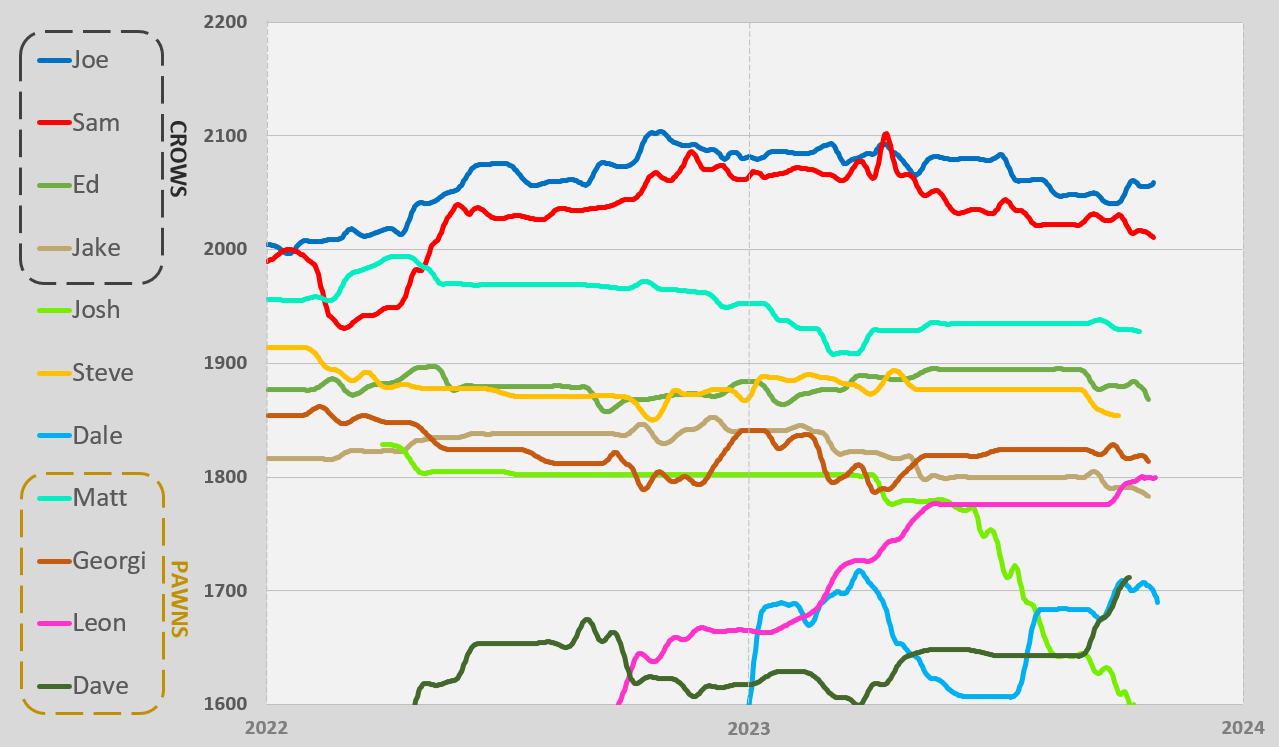 2200
2100
2000
1900
1800
1700
1600
2022
2023
2024
Joe
Sam
Ed
Jake
CROWS
Josh
Steve
Dale
Matt
Georgi
Leon
Dave
PAWNS